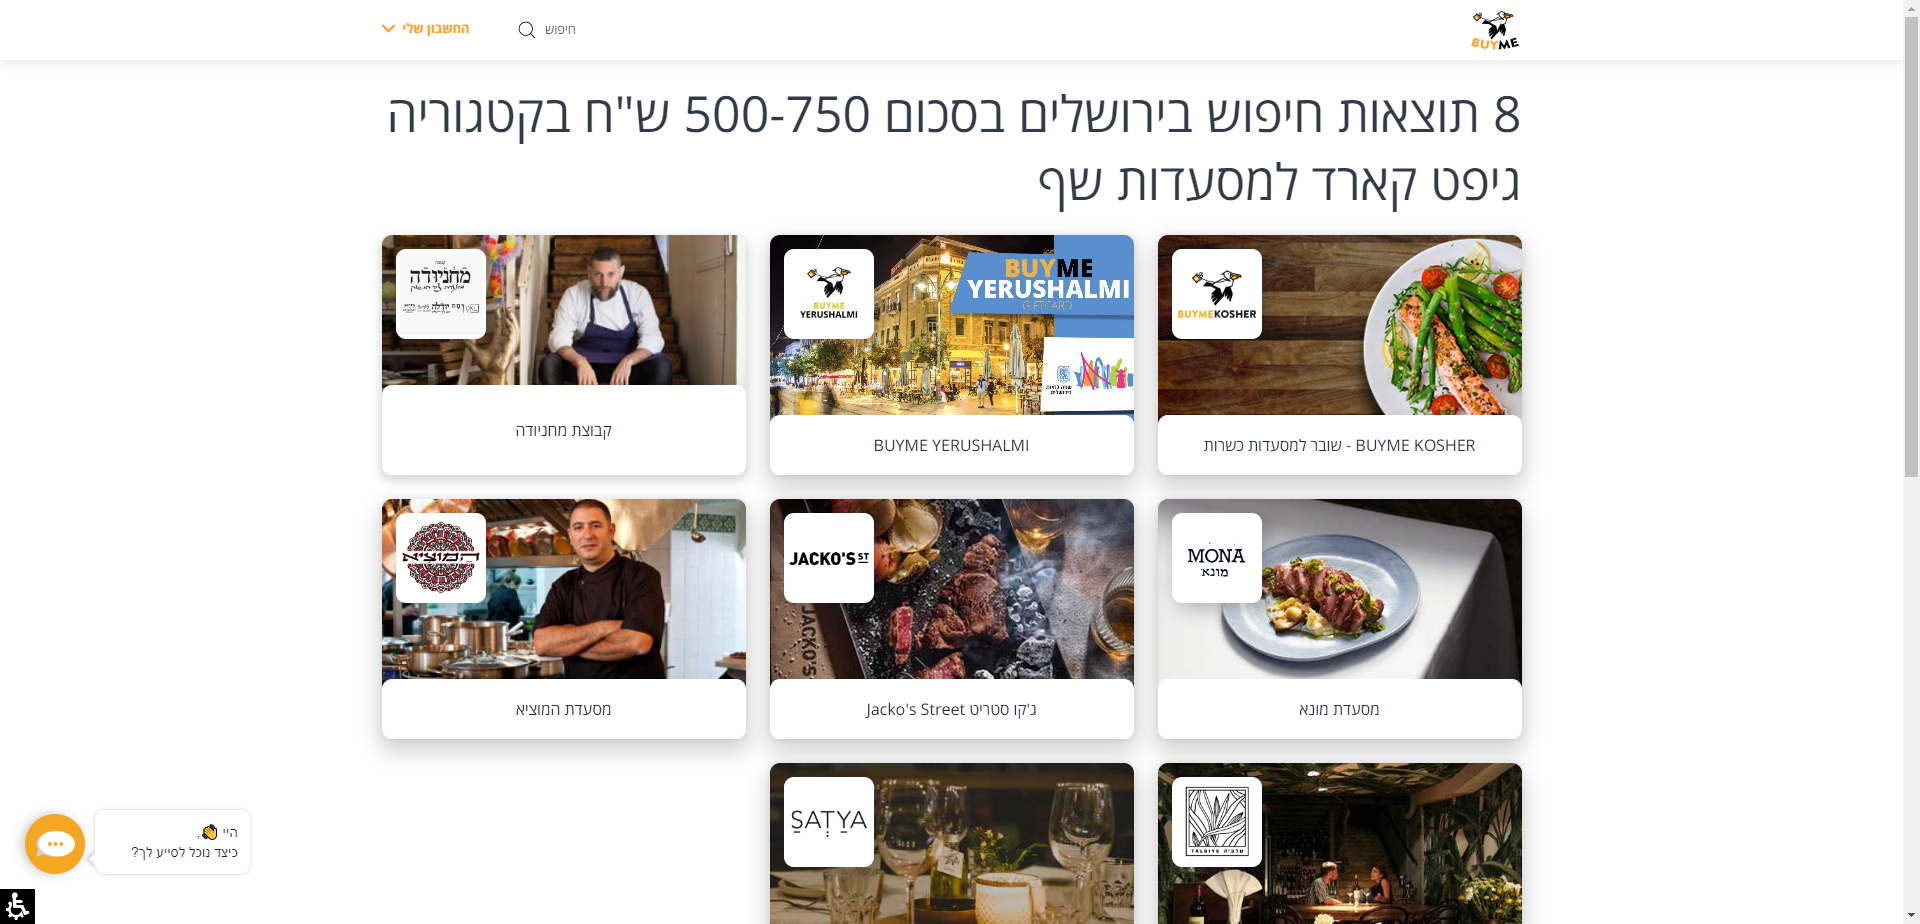 BUYME
חיפוש
החשבון שלי
8 תוצאות חיפוש בירושלים בסכום 500-750 ש"ח בקטגוריה
גיפט קארד למסעדות שף
BUYMEKOSHER
BUYME KOSHER - שובר למסעדות כשרות
BUYME
YERUSHALMI
BUYME
YERUSHALMI
GIFTCARD
BUYME YERUSHALMI
מחניודה
קבוצת מחניודה
MONA
מונא
מסעדת מונא
JACKO'S ST
JACKO'S
ג'קו סטריט Jacko's Street
המוציא
מסעדת המוציא
TALBIYE טלביה
SATYA
היי 👋,
כיצד נוכל לסייע לך?